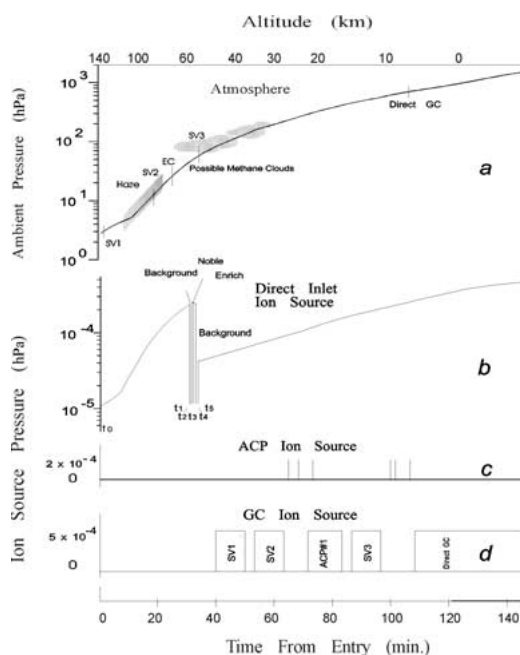 Altitude (km)
140 100 60 40 30 20 10 0
Atmosphere
10³
10²
10¹
10⁰
Ambient Pressure (hPa)
SV3
Direct GC
EC
SV2
Haze
Possible Methane Clouds
SV1
a
Noble
Background Enrich
Direct Inlet
Ion Source
Background
10⁻⁴
10⁻⁵
t₀
t₁ t₅
t₂ t₃ t₄
b
Ion Source Pressure (hPa)
ACP Ion Source
2 × 10⁻⁴
0
c
GC Ion Source
5 × 10⁻⁴
0
SV1
SV2
ACP#1
SV3
Direct GC
d
0 20 40 60 80 100 120 140
Time From Entry (min.)